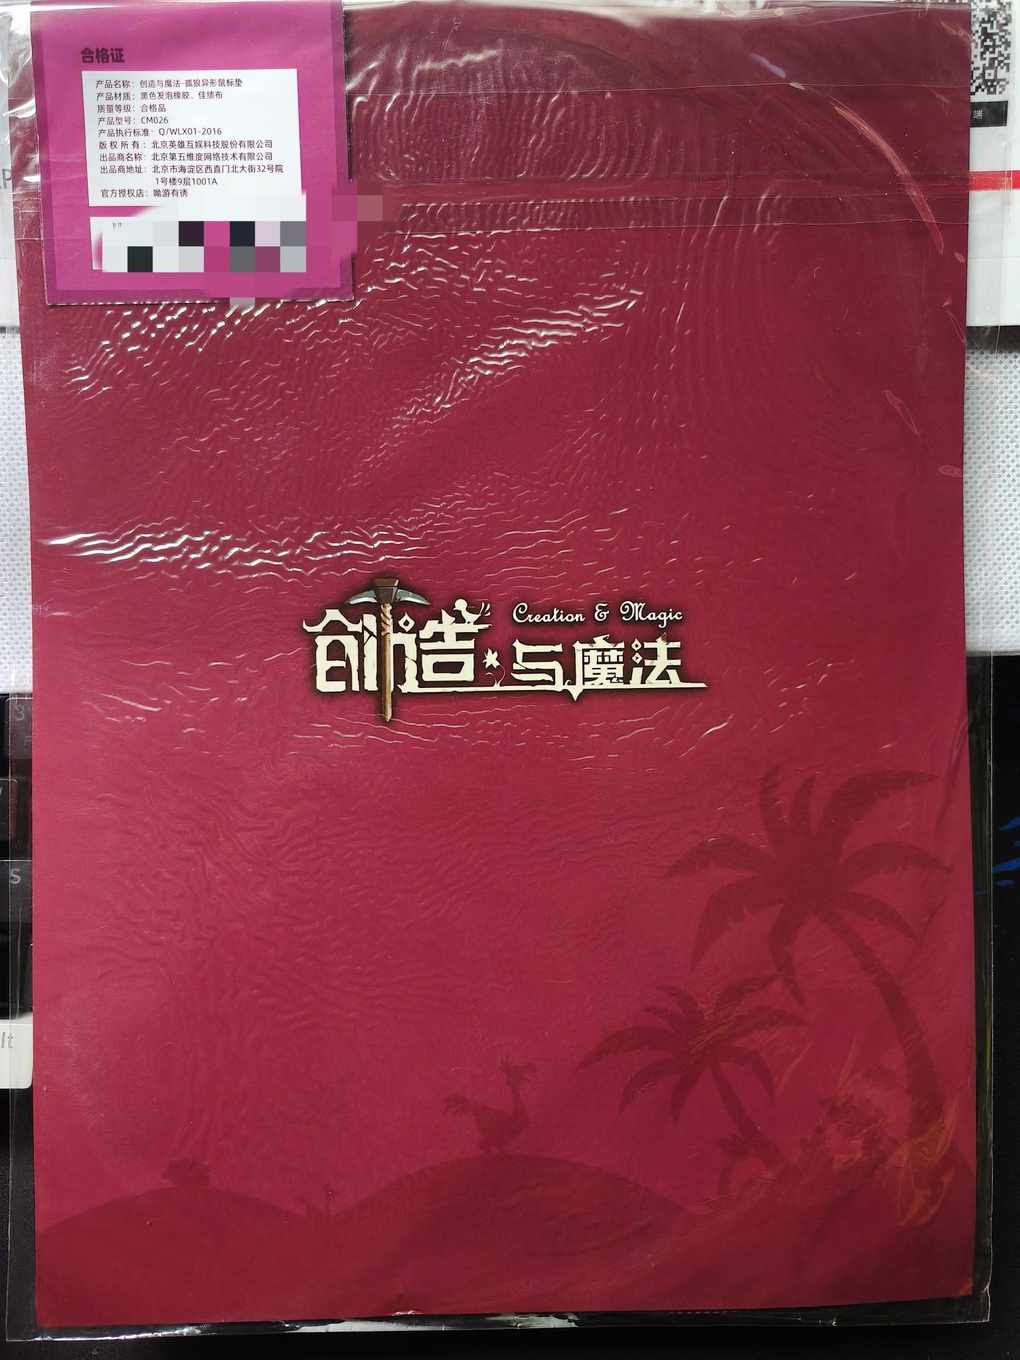 合格证
产品名称：创造与魔法-孤狼异形鼠标垫
产品材质：黑色发泡橡胶、佳绩布
质量等级：合格品
产品型号：CM026
产品执行标准：Q/WLX01-2016
版权所有：北京英雄互娱科技股份有限公司
出品商名称：北京第五维度网络技术有限公司
出品商地址：北京市海淀区西直门北大街32号院
1号楼9层1001A
官方授权店：呦游有诱
端
Creation & Magic
创造与魔法
S